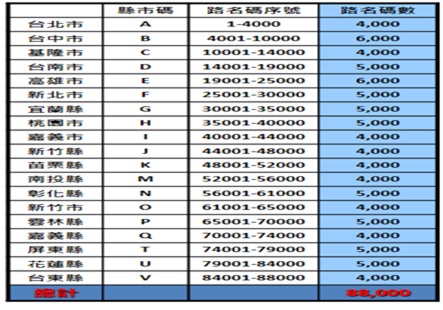 縣市碼 路名碼序號 路名碼數
台北市 A 1-4000 4,000
台中市 B 4001-10000 6,000
基隆市 C 10001-14000 4,000
台南市 D 14001-19000 5,000
高雄市 E 19001-25000 6,000
新北市 F 25001-30000 5,000
宜蘭縣 G 30001-35000 5,000
桃園市 H 35001-40000 5,000
嘉義市 I 40001-44000 4,000
新竹縣 J 44001-48000 4,000
苗栗縣 K 48001-52000 4,000
南投縣 M 52001-56000 4,000
彰化縣 N 56001-61000 5,000
新竹市 O 61001-65000 4,000
雲林縣 P 65001-70000 5,000
嘉義縣 Q 70001-74000 4,000
屏東縣 T 74001-79000 5,000
花蓮縣 U 79001-84000 5,000
台東縣 V 84001-88000 4,000
總計 88,000